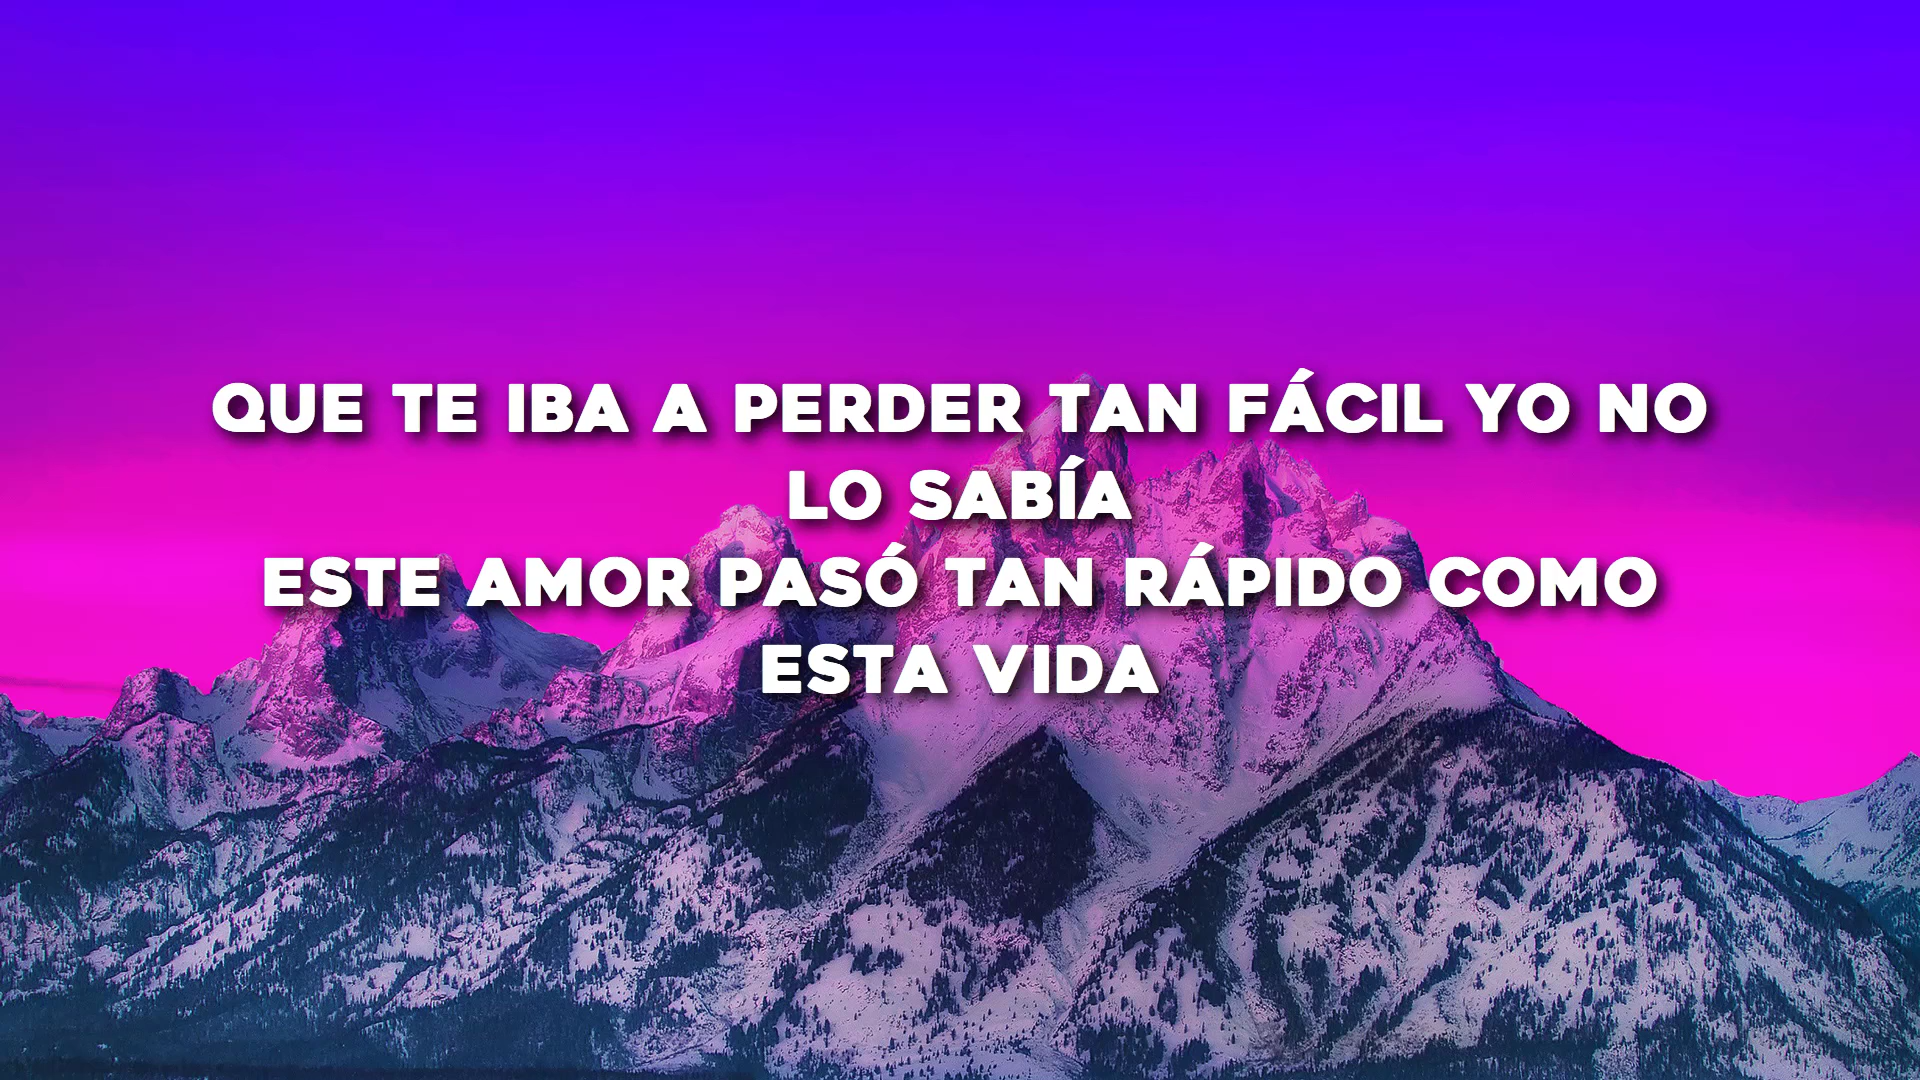 QUE TE IBA A PERDER TAN FÁCIL YO NO
LO SABÍA
ESTE AMOR PASÓ TAN RÁPIDO COMO
ESTA VIDA